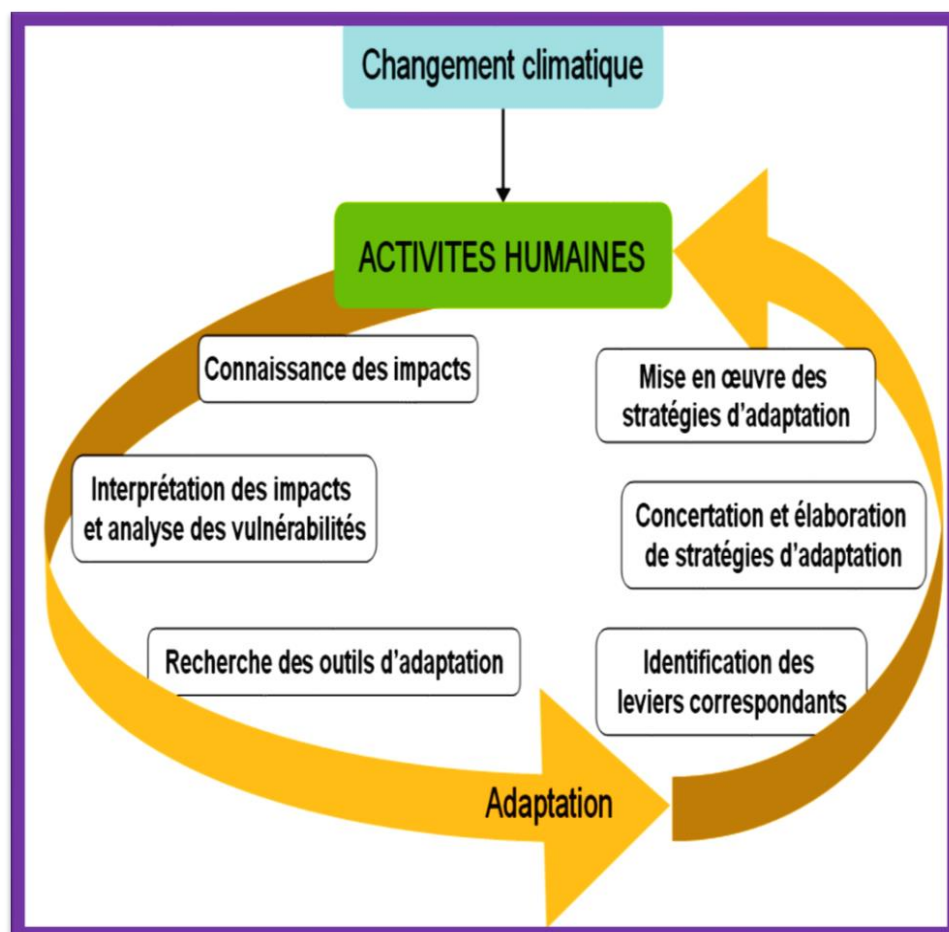 Changement climatique
ACTIVITES HUMAINES
Connaissance des impacts
Interprétation des impacts
et analyse des vulnérabilités
Recherche des outils d'adaptation
Adaptation
Identification des
leviers correspondants
Concertation et élaboration
de stratégies d'adaptation
Mise en œuvre des
stratégies d'adaptation